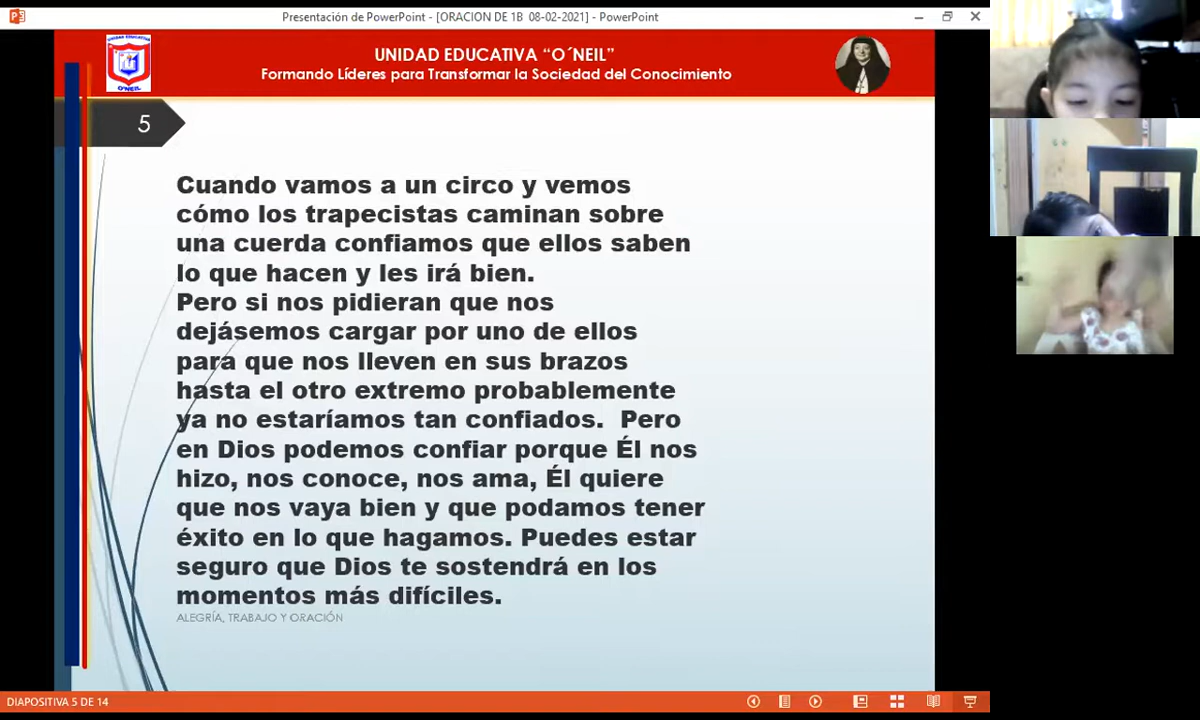 Presentación de PowerPoint - [ORACION DE 1B 08-02-2021] - PowerPoint
UNIDAD EDUCATIVA “O´NEIL”
Formando Líderes para Transformar la Sociedad del Conocimiento
UNIDAD EDUCATIVA
O'NEIL
5
Cuando vamos a un circo y vemos
cómo los trapecistas caminan sobre
una cuerda confiamos que ellos saben
lo que hacen y les irá bien.
Pero si nos pidieran que nos
dejásemos cargar por uno de ellos
para que nos lleven en sus brazos
hasta el otro extremo probablemente
ya no estaríamos tan confiados. Pero
en Dios podemos confiar porque Él nos
hizo, nos conoce, nos ama, Él quiere
que nos vaya bien y que podamos tener
éxito en lo que hagamos. Puedes estar
seguro que Dios te sostendrá en los
momentos más difíciles.
ALEGRÍA, TRABAJO Y ORACIÓN
DIAPOSITIVA 5 DE 14